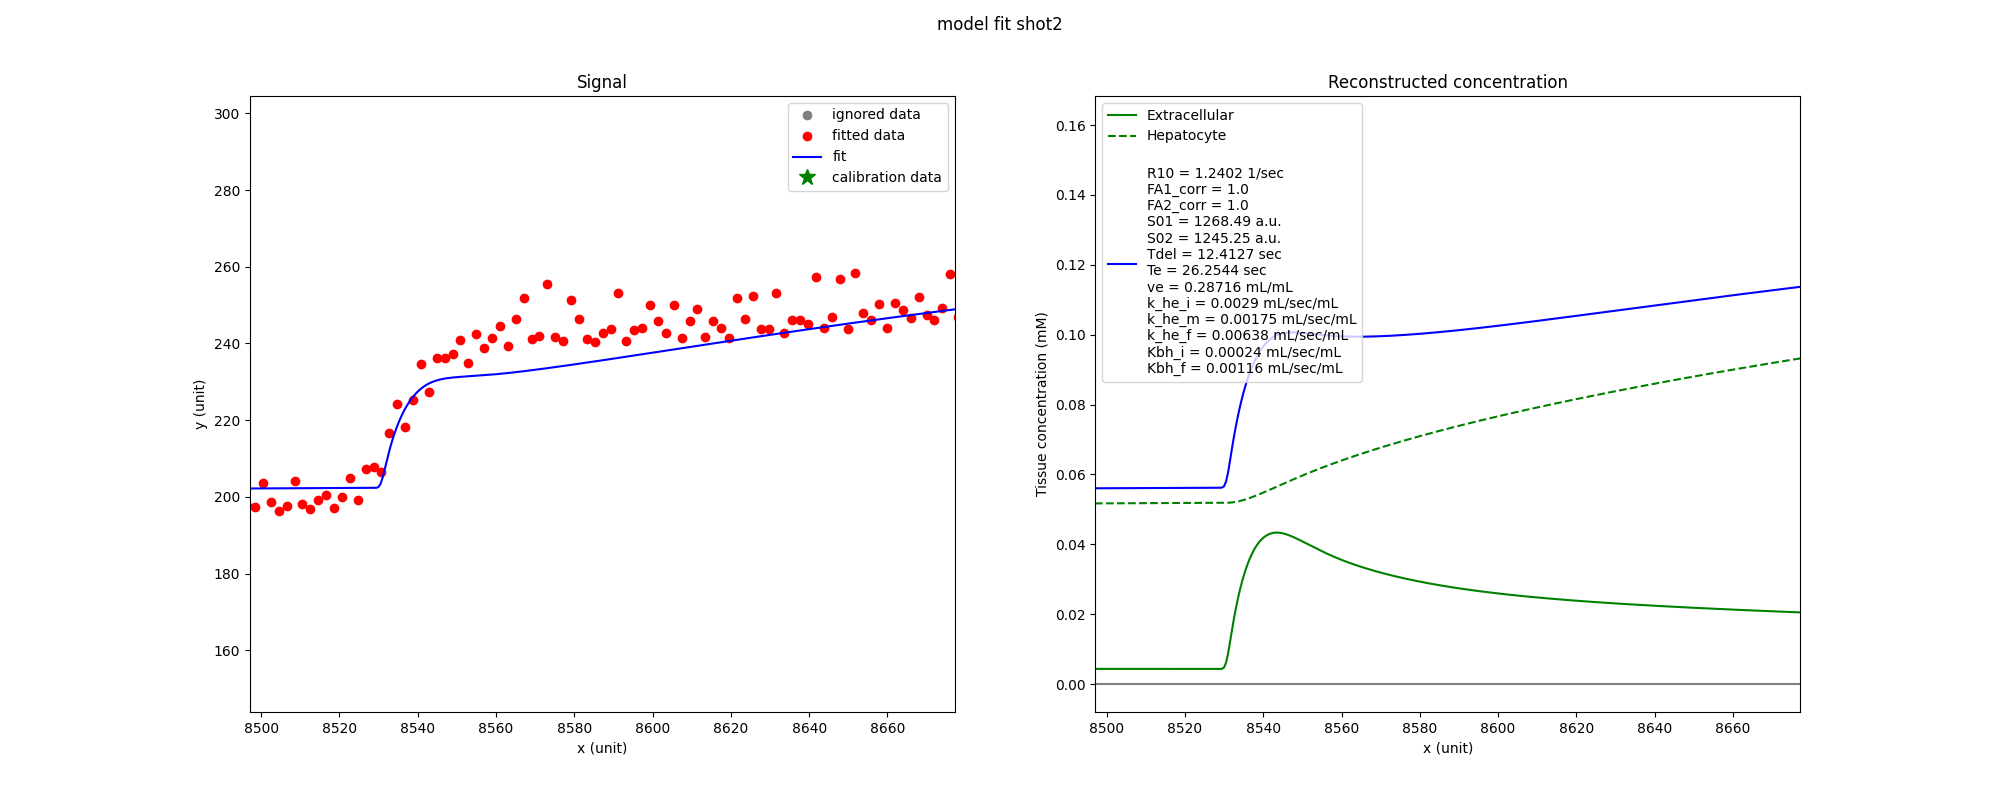 model fit shot2
Signal
300
280
260
240
220
200
180
160
y (unit)
8500 8520 8540 8560 8580 8600 8620 8640 8660
x (unit)
ignored data
fitted data
fit
calibration data
Reconstructed concentration
0.16
0.14
0.12
0.10
0.08
0.06
0.04
0.02
0.00
Tissue concentration (mM)
8500 8520 8540 8560 8580 8600 8620 8640 8660
x (unit)
Extracellular
Hepatocyte
R10 = 1.2402 1/sec
FA1_corr = 1.0
FA2_corr = 1.0
S01 = 1268.49 a.u.
S02 = 1245.25 a.u.
Tdel = 12.4127 sec
Te = 26.2544 sec
ve = 0.28716 mL/mL
k_he_i = 0.0029 mL/sec/mL
k_he_m = 0.00175 mL/sec/mL
k_he_f = 0.00638 mL/sec/mL
Kbh_i = 0.00024 mL/sec/mL
Kbh_f = 0.00116 mL/sec/mL